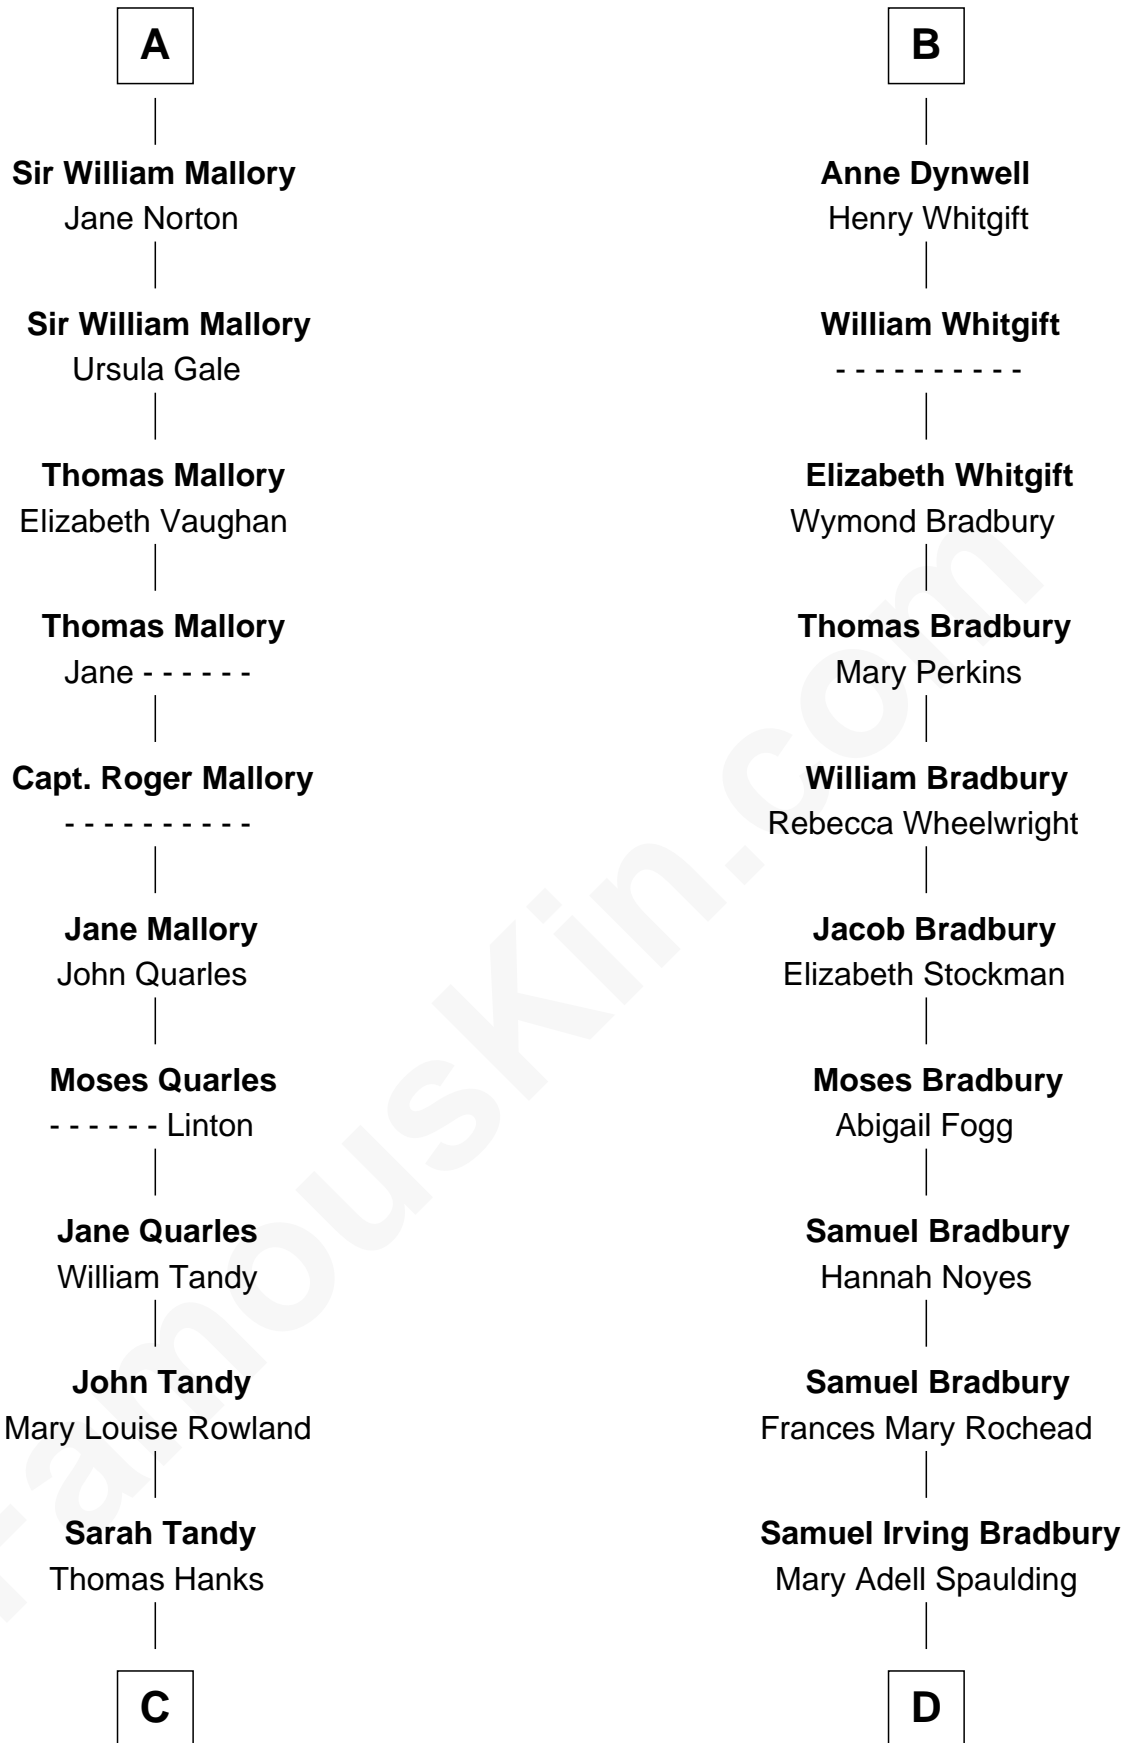 A
Sir William Mallory
Jane Norton
Sir William Mallory
Ursula Gale
Thomas Mallory
Elizabeth Vaughan
Thomas Mallory
Jane - - - - - -
Capt. Roger Mallory
- - - - - - - - - -
Jane Mallory
John Quarles
Moses Quarles
- - - - - - Linton
Jane Quarles
William Tandy
John Tandy
Mary Louise Rowland
Sarah Tandy
Thomas Hanks
C
B
Anne Dynwell
Henry Whitgift
William Whitgift
- - - - - - - - - -
Elizabeth Whitgift
Wymond Bradbury
Thomas Bradbury
Mary Perkins
William Bradbury
Rebecca Wheelwright
Jacob Bradbury
Elizabeth Stockman
Moses Bradbury
Abigail Fogg
Samuel Bradbury
Hannah Noyes
Samuel Bradbury
Frances Mary Rochead
Samuel Irving Bradbury
Mary Adell Spaulding
D
FamousKin.com